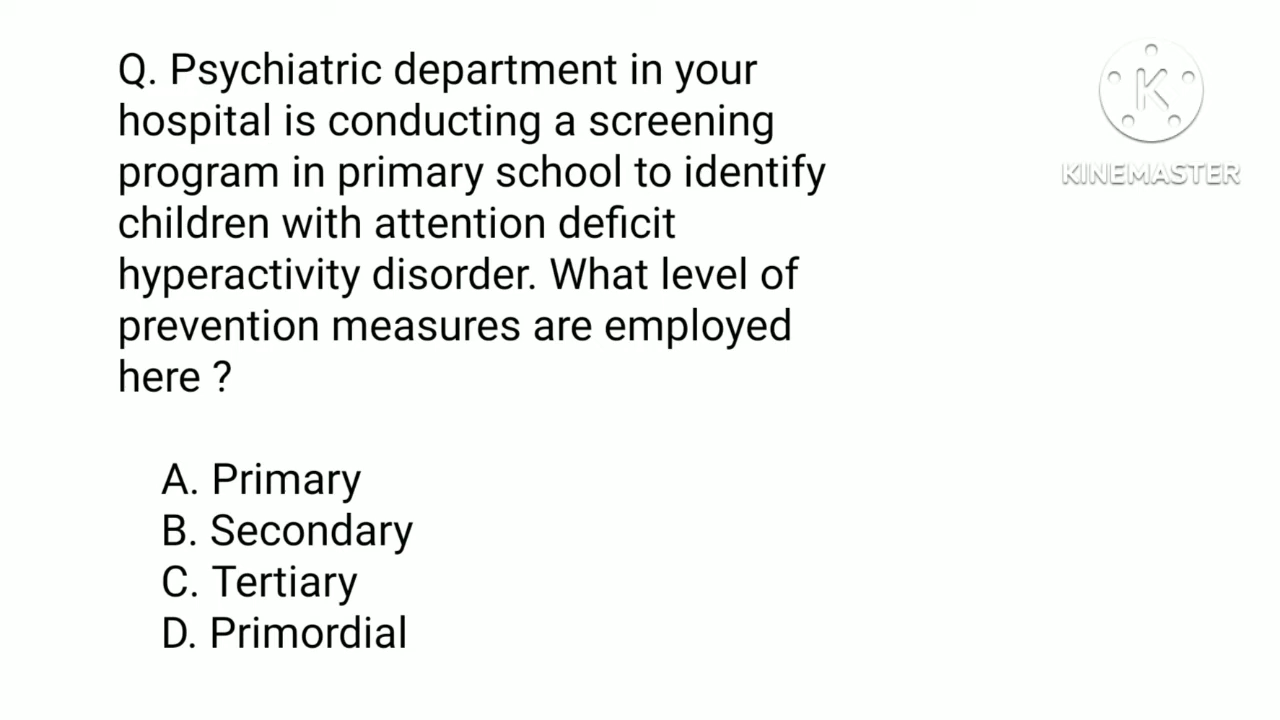 Q. Psychiatric department in your
hospital is conducting a screening
program in primary school to identify
children with attention deficit
hyperactivity disorder. What level of
prevention measures are employed
here ?
A. Primary
B. Secondary
C. Tertiary
D. Primordial
K
KINEMASTER